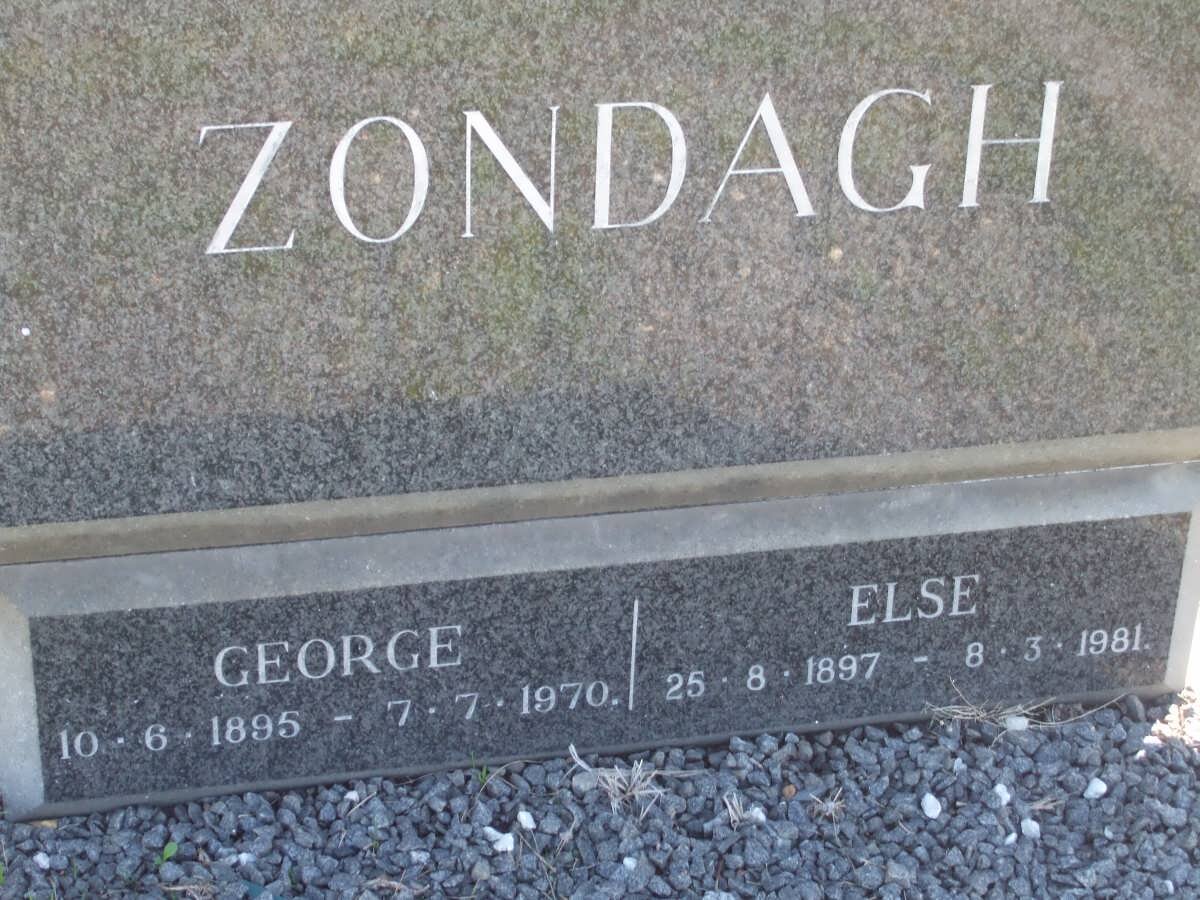 ZONDAGH
GEORGE
10 · 6 · 1895 - 7 · 7 · 1970.
ELSE
25 · 8 · 1897 - 8 · 3 · 1981.